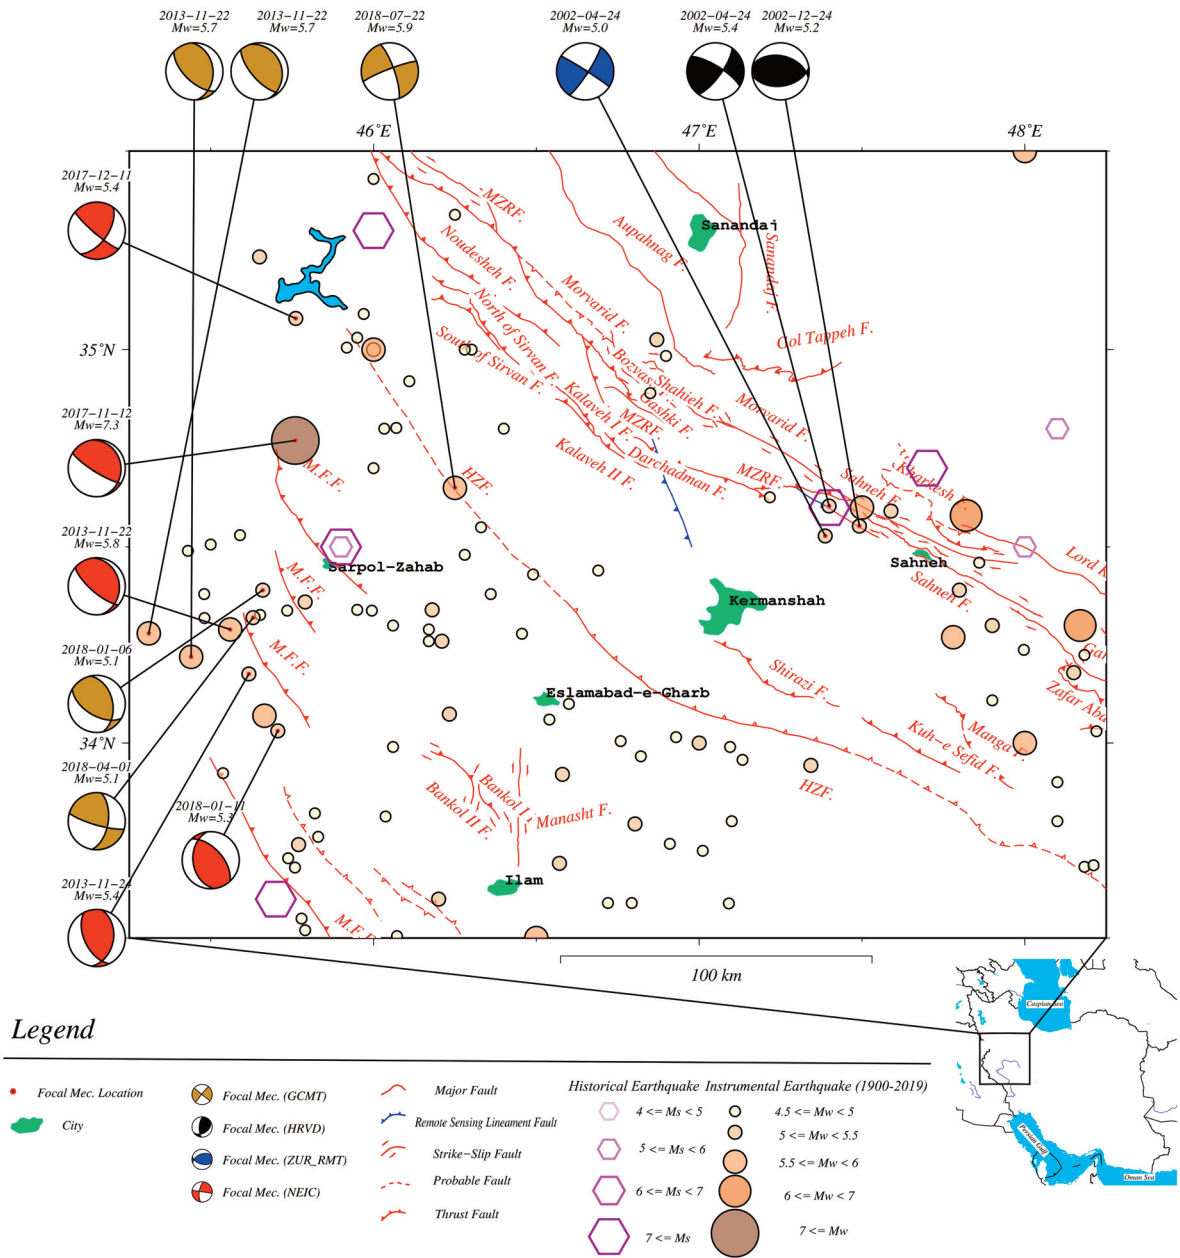 2013-11-22
Mw=5.7
2013-11-22
Mw=5.7
2018-07-22
Mw=5.9
2002-04-24
Mw=5.0
2002-04-24
Mw=5.4
2002-12-24
Mw=5.2
46˚E
47˚E
48˚E
2017-12-11
Mw=5.4
35˚N
2017-11-12
Mw=7.3
2013-11-22
Mw=5.8
2018-01-06
Mw=5.1
34˚N
2018-04-01
Mw=5.1
2018-01-11
Mw=5.3
2013-11-24
Mw=5.4
-MZRF.
Noudesheh F.
Aupahnag F.
Sanandaj
Sanandaj F.
Morvarid F.
North of Sirvan F.
South of Sirvan F.
Gol Tappeh F.
Shahieh F.
Gashki F.
MZRF.
Morvarid F.
Kalaveh I F.
Kalaveh II F.
Darchadman F.
MZRF.
Sahneh F.
Kharkesh F.
HZF.
M.F.F.
Sarpol-Zahab
M.F.F.
M.F.F.
Sahneh
Sahneh F.
Lord
Kermanshah
Shirazi F.
Eslamabad-e-Gharb
Zafar Aba
Manga F.
Kuh-e Sefid F.
HZF.
Bankol I
Bankol II F.
Manasht F.
Ilam
M.F.F.
100 km
Caspian Sea
Persian Gulf
Oman Sea
Legend
Focal Mec. Location
City
Focal Mec. (GCMT)
Focal Mec. (HRVD)
Focal Mec. (ZUR_RMT)
Focal Mec. (NEIC)
Major Fault
Remote Sensing Lineament Fault
Strike-Slip Fault
Probable Fault
Thrust Fault
Historical Earthquake
4 <= Ms < 5
5 <= Ms < 6
6 <= Ms < 7
7 <= Ms
Instrumental Earthquake (1900-2019)
4.5 <= Mw < 5
5 <= Mw < 5.5
5.5 <= Mw < 6
6 <= Mw < 7
7 <= Mw